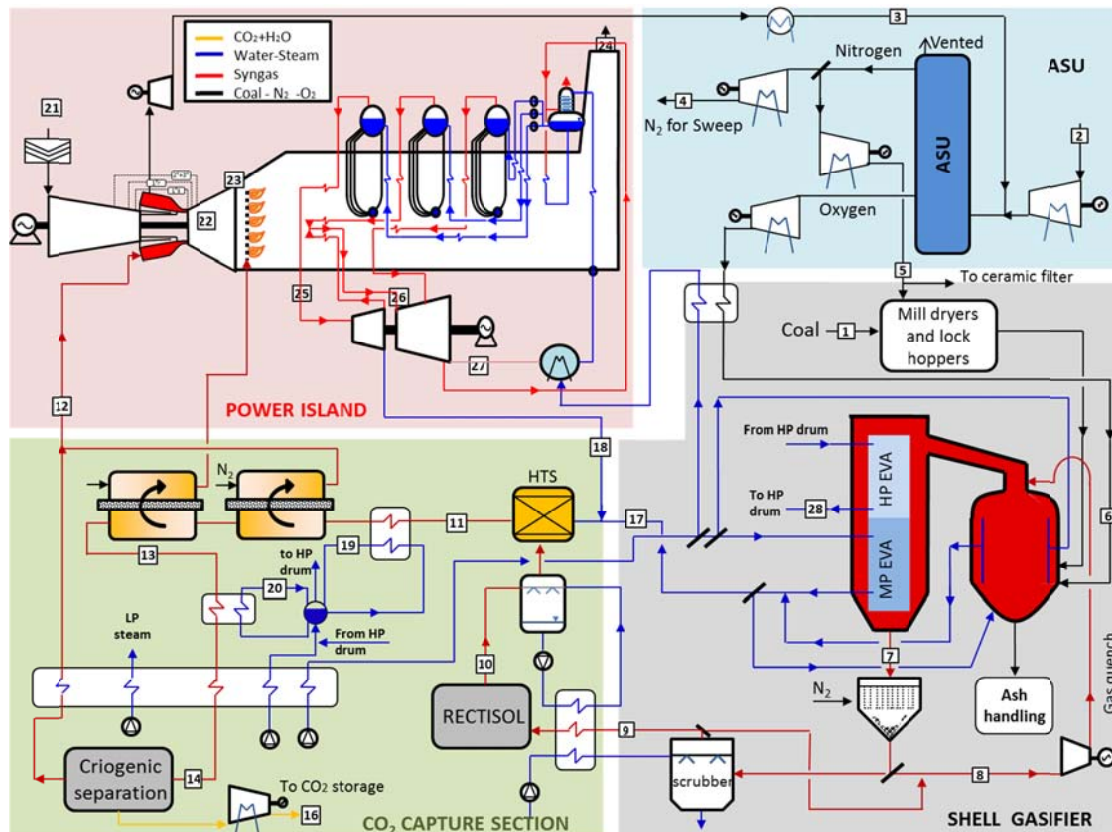 CO2+H2O
Water-Steam
Syngas
Coal - N2 -O2
21
22
23
24
25
26
27
POWER ISLAND
3
Nitrogen
Vented
ASU
4
N2 for Sweep
2
ASU
Oxygen
5
To ceramic filter
Coal
1
Mill dryers
and lock
hoppers
12
18
N2
HTS
11
17
13
19
to HP
drum
20
From HP
drum
LP
steam
10
RECTISOL
9
14
Criogenic
separation
To CO2 storage
16
CO2 CAPTURE SECTION
From HP drum
To HP
drum
28
HP EVA
MP EVA
6
7
N2
Ash
handling
Gas quench
8
scrubber
SHELL GASIFIER